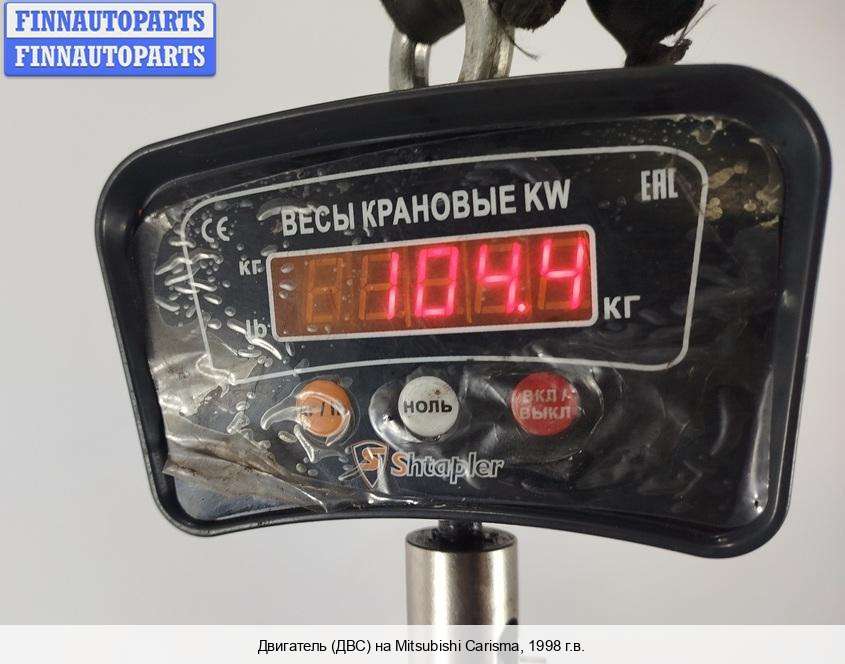 FINNAUTOPARTS
FINNAUTOPARTS
CE
ВЕСЫ КРАНОВЫЕ KW
EAC
кг
104.4
КГ
lb
НОЛЬ
ВКЛ /
ВЫКЛ
Shtapler
Двигатель (ДВС) на Mitsubishi Carisma, 1998 г.в.